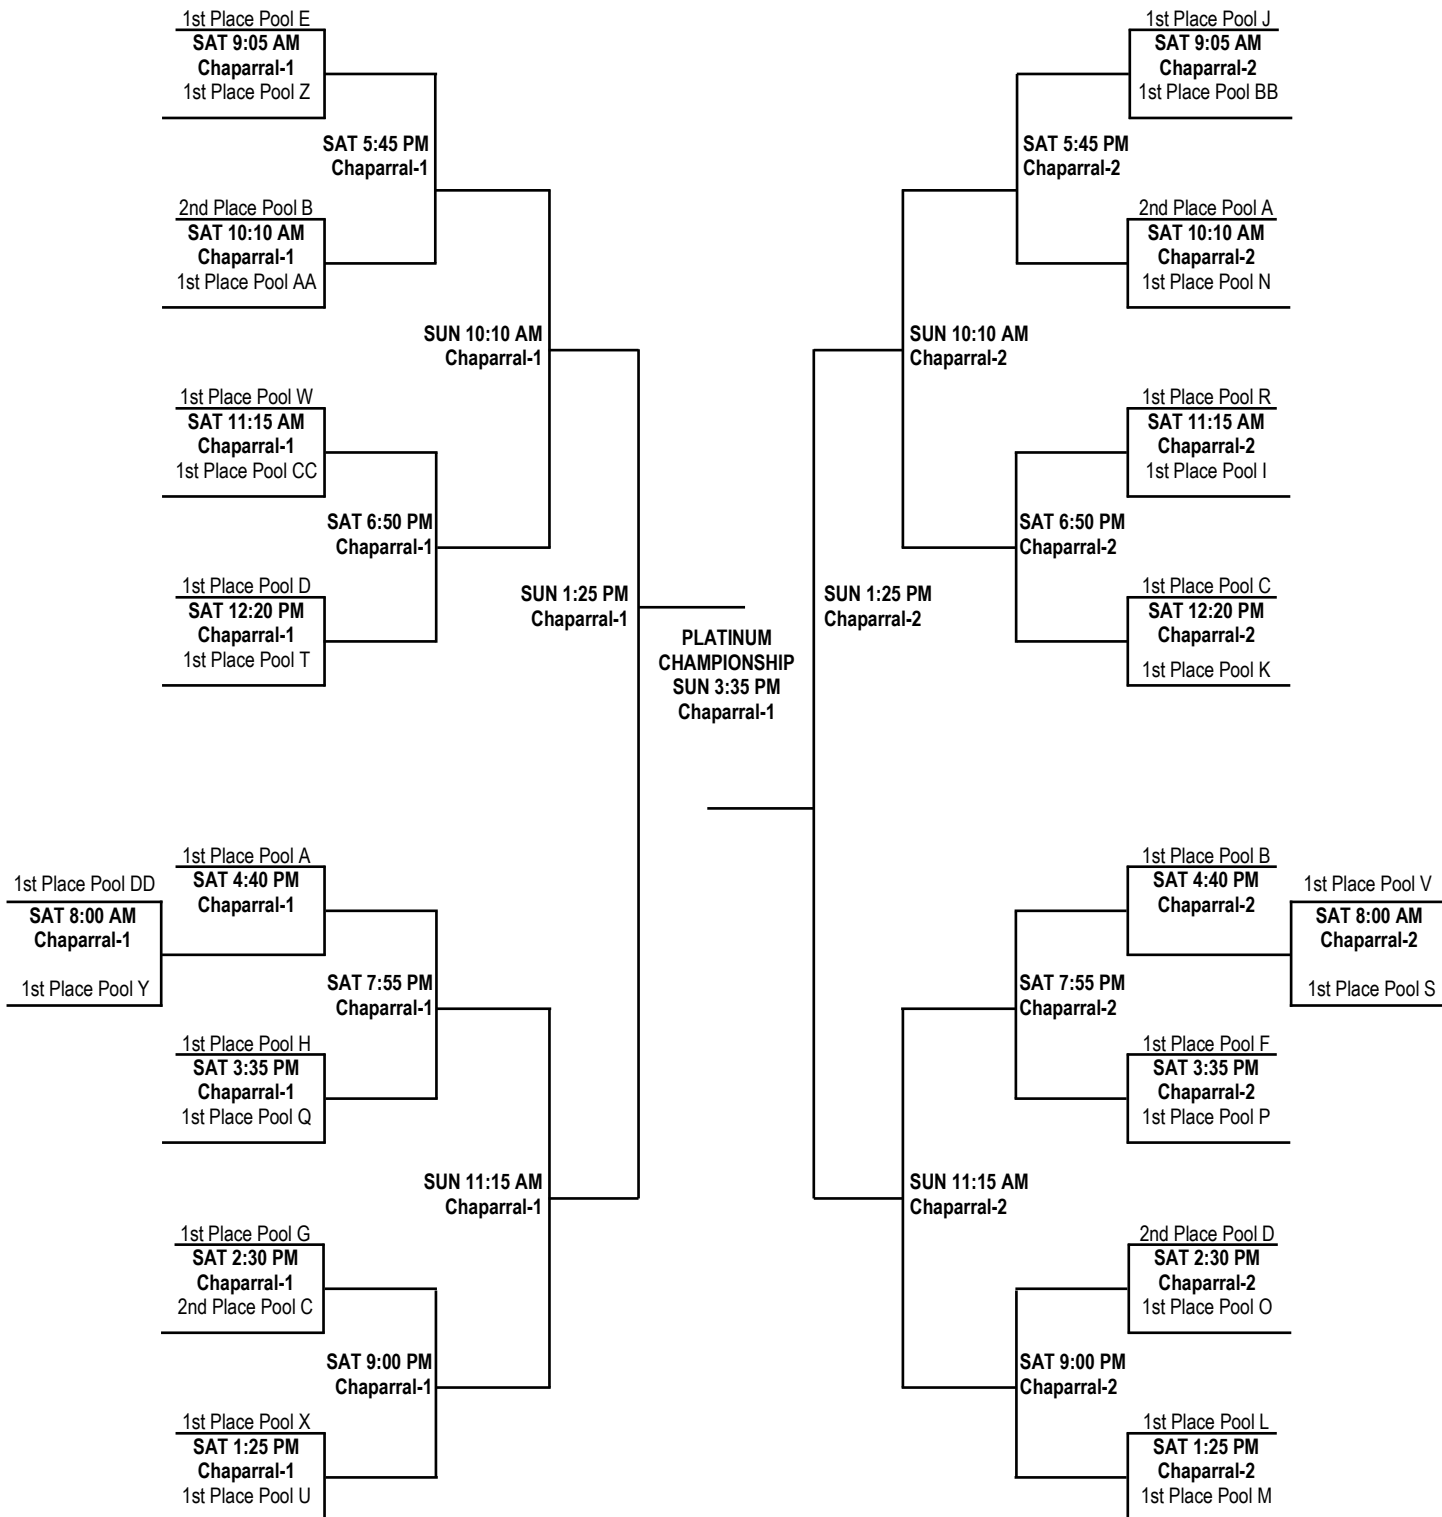 1st Place Pool E
SAT 9:05 AM
Chaparral-1
1st Place Pool Z
SAT 5:45 PM
Chaparral-1
2nd Place Pool B
SAT 10:10 AM
Chaparral-1
1st Place Pool AA
SUN 10:10 AM
Chaparral-1
1st Place Pool W
SAT 11:15 AM
Chaparral-1
1st Place Pool CC
SAT 6:50 PM
Chaparral-1
1st Place Pool D
SAT 12:20 PM
Chaparral-1
1st Place Pool T
SUN 1:25 PM
Chaparral-1
1st Place Pool A
SAT 4:40 PM
Chaparral-1
1st Place Pool DD
SAT 8:00 AM
Chaparral-1
1st Place Pool Y
SAT 7:55 PM
Chaparral-1
1st Place Pool H
SAT 3:35 PM
Chaparral-1
1st Place Pool Q
SUN 11:15 AM
Chaparral-1
1st Place Pool G
SAT 2:30 PM
Chaparral-1
2nd Place Pool C
SAT 9:00 PM
Chaparral-1
1st Place Pool X
SAT 1:25 PM
Chaparral-1
1st Place Pool U
PLATINUM
CHAMPIONSHIP
SUN 3:35 PM
Chaparral-1
1st Place Pool J
SAT 9:05 AM
Chaparral-2
1st Place Pool BB
SAT 5:45 PM
Chaparral-2
2nd Place Pool A
SAT 10:10 AM
Chaparral-2
1st Place Pool N
SUN 10:10 AM
Chaparral-2
1st Place Pool R
SAT 11:15 AM
Chaparral-2
1st Place Pool I
SAT 6:50 PM
Chaparral-2
1st Place Pool C
SAT 12:20 PM
Chaparral-2
1st Place Pool K
SUN 1:25 PM
Chaparral-2
1st Place Pool B
SAT 4:40 PM
Chaparral-2
1st Place Pool V
SAT 8:00 AM
Chaparral-2
1st Place Pool S
SAT 7:55 PM
Chaparral-2
1st Place Pool F
SAT 3:35 PM
Chaparral-2
1st Place Pool P
SUN 11:15 AM
Chaparral-2
2nd Place Pool D
SAT 2:30 PM
Chaparral-2
1st Place Pool O
SAT 9:00 PM
Chaparral-2
1st Place Pool L
SAT 1:25 PM
Chaparral-2
1st Place Pool M